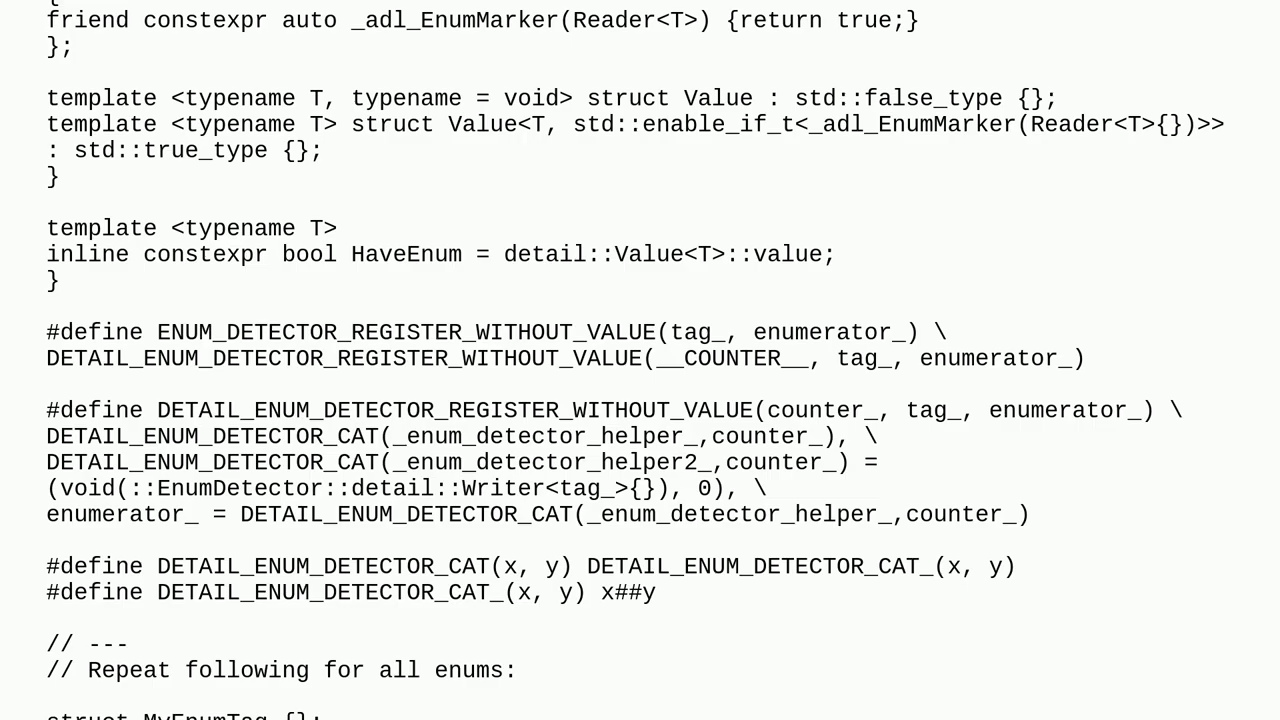 {
friend constexpr auto _adl_EnumMarker(Reader<T>) {return true;}
};
template <typename T, typename = void> struct Value : std::false_type {};
template <typename T> struct Value<T, std::enable_if_t<_adl_EnumMarker(Reader<T>{})>>
: std::true_type {};
}
template <typename T>
inline constexpr bool HaveEnum = detail::Value<T>::value;
}
#define ENUM_DETECTOR_REGISTER_WITHOUT_VALUE(tag_, enumerator_) \
DETAIL_ENUM_DETECTOR_REGISTER_WITHOUT_VALUE(__COUNTER__, tag_, enumerator_)
#define DETAIL_ENUM_DETECTOR_REGISTER_WITHOUT_VALUE(counter_, tag_, enumerator_) \
DETAIL_ENUM_DETECTOR_CAT(_enum_detector_helper_,counter_), \
DETAIL_ENUM_DETECTOR_CAT(_enum_detector_helper2_,counter_) =
(void(::EnumDetector::detail::Writer<tag_>{}), 0), \
enumerator_ = DETAIL_ENUM_DETECTOR_CAT(_enum_detector_helper_,counter_)
#define DETAIL_ENUM_DETECTOR_CAT(x, y) DETAIL_ENUM_DETECTOR_CAT_(x, y)
#define DETAIL_ENUM_DETECTOR_CAT_(x, y) x##y
// ---
// Repeat following for all enums:
struct MyEnumTag {};